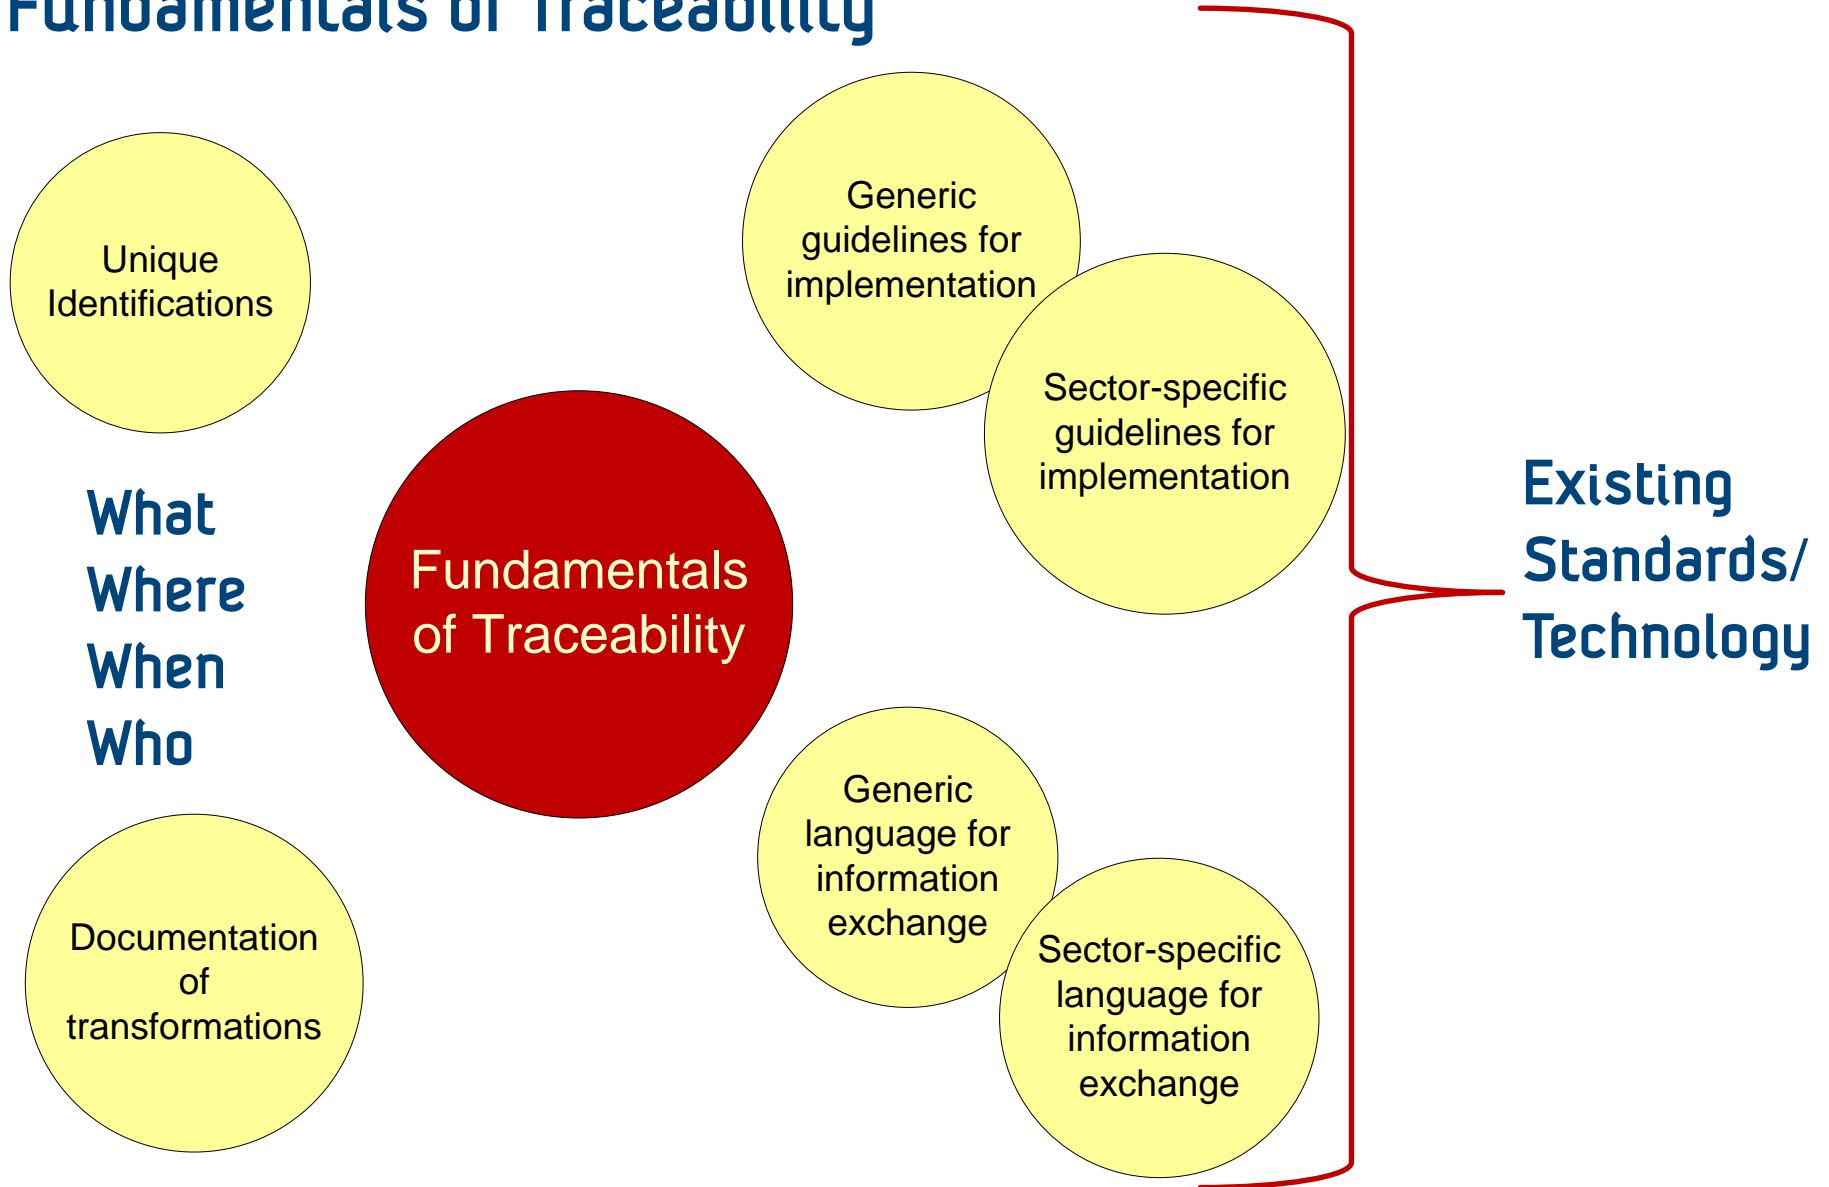 Fundamentals of Traceability
Unique
Identifications
What
Where
When
Who
Documentation
of
transformations
Fundamentals
of Traceability
Generic
guidelines for
implementation
Sector-specific
guidelines for
implementation
Generic
language for
information
exchange
Sector-specific
language for
information
exchange
Existing
Standards/
Technology